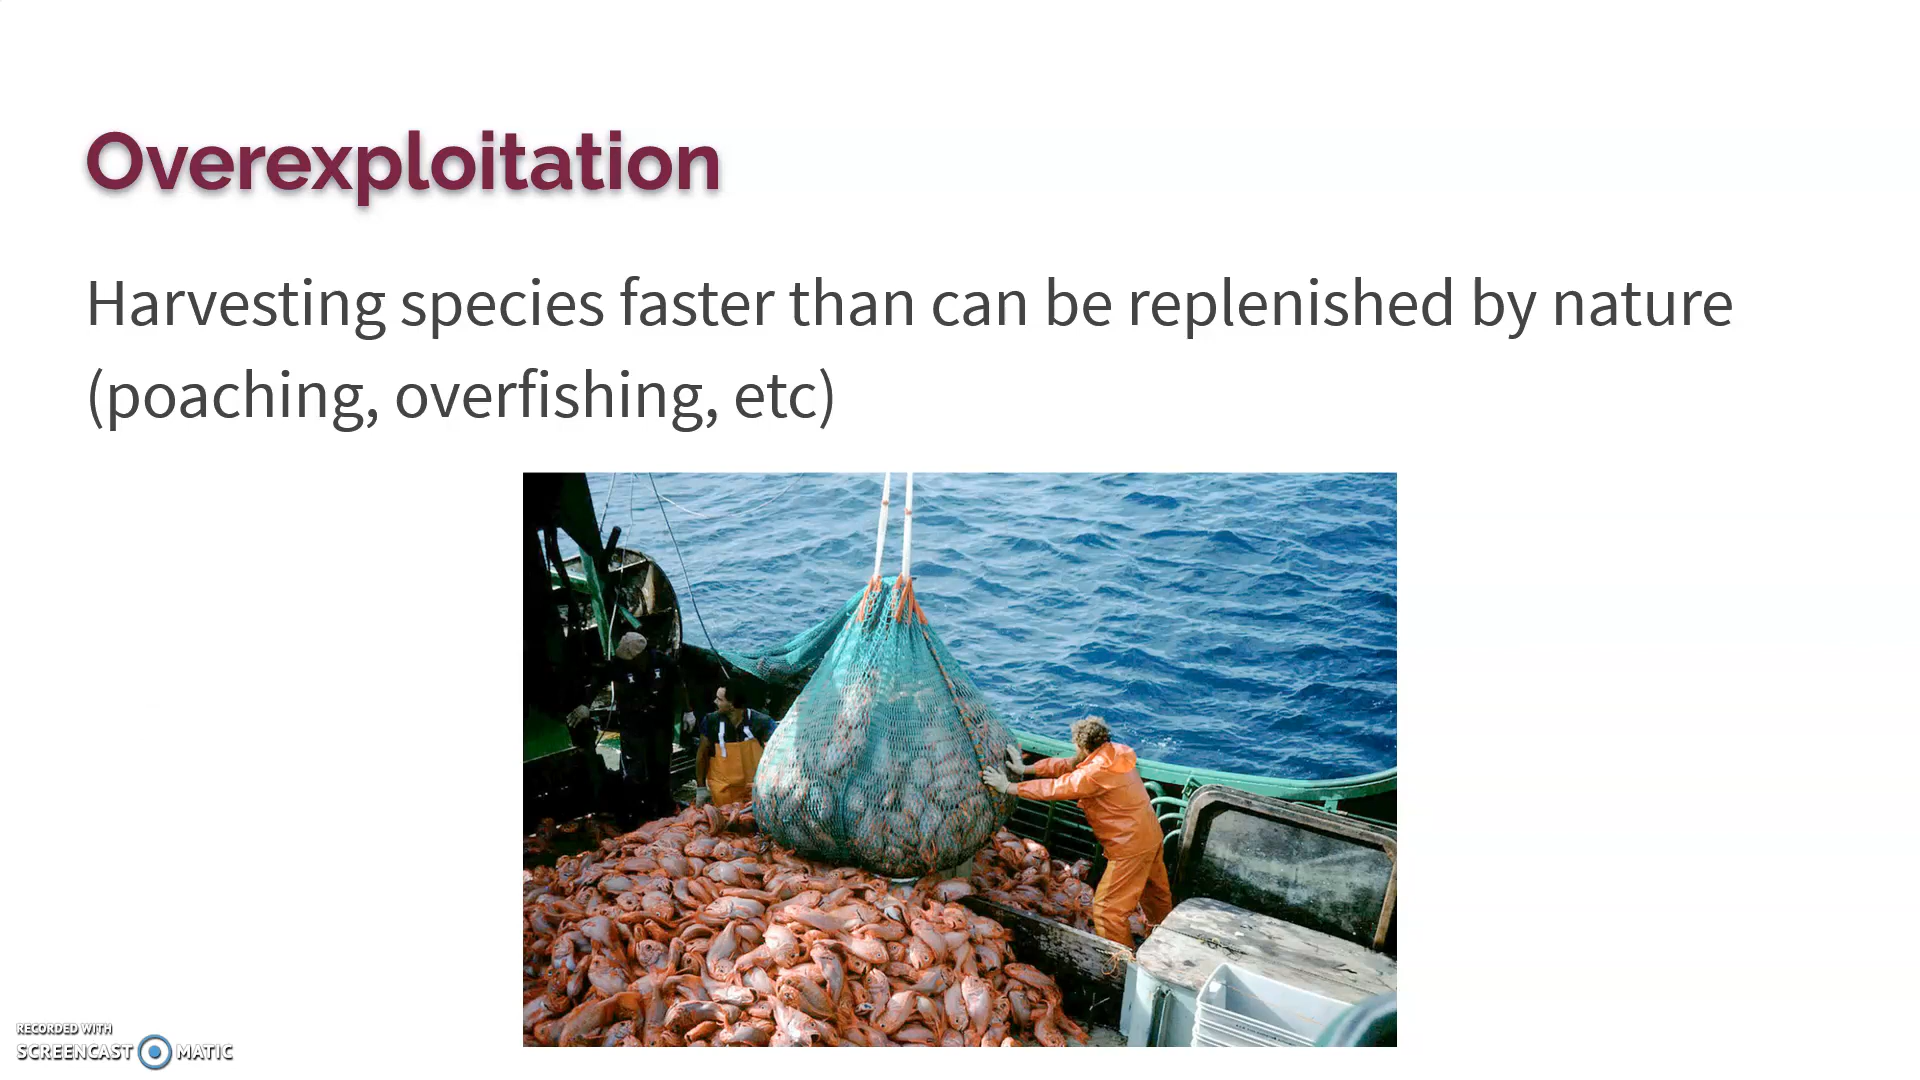 Overexploitation
Harvesting species faster than can be replenished by nature
(poaching, overfishing, etc)
RECORDED WITH
SCREENCAST MATIC